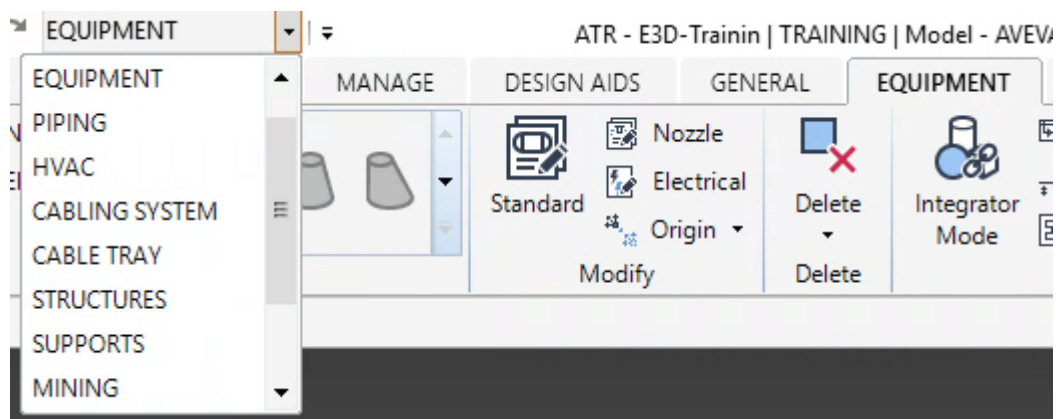 EQUIPMENT
ATR - E3D-Trainin | TRAINING | Model - AVEVA
EQUIPMENT
PIPING
HVAC
CABLING SYSTEM
CABLE TRAY
STRUCTURES
SUPPORTS
MINING
MANAGE DESIGN AIDS GENERAL EQUIPMENT
Standard
Nozzle
Electrical
Origin
Modify
Delete
Delete
Integrator
Mode